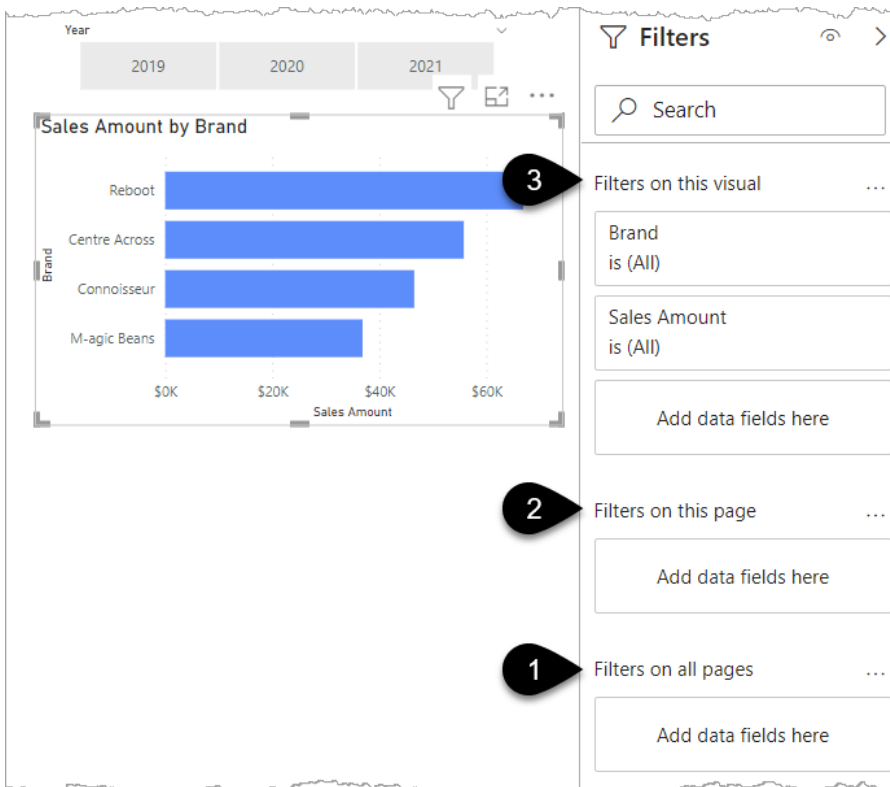 Year
2019 2020 2021
Sales Amount by Brand
Reboot
Centre Across
Connoisseur
M-agic Beans
Brand
$0K $20K $40K $60K
Sales Amount
Filters
Search
3
Filters on this visual
...
Brand
is (All)
Sales Amount
is (All)
Add data fields here
2
Filters on this page
...
Add data fields here
1
Filters on all pages
...
Add data fields here